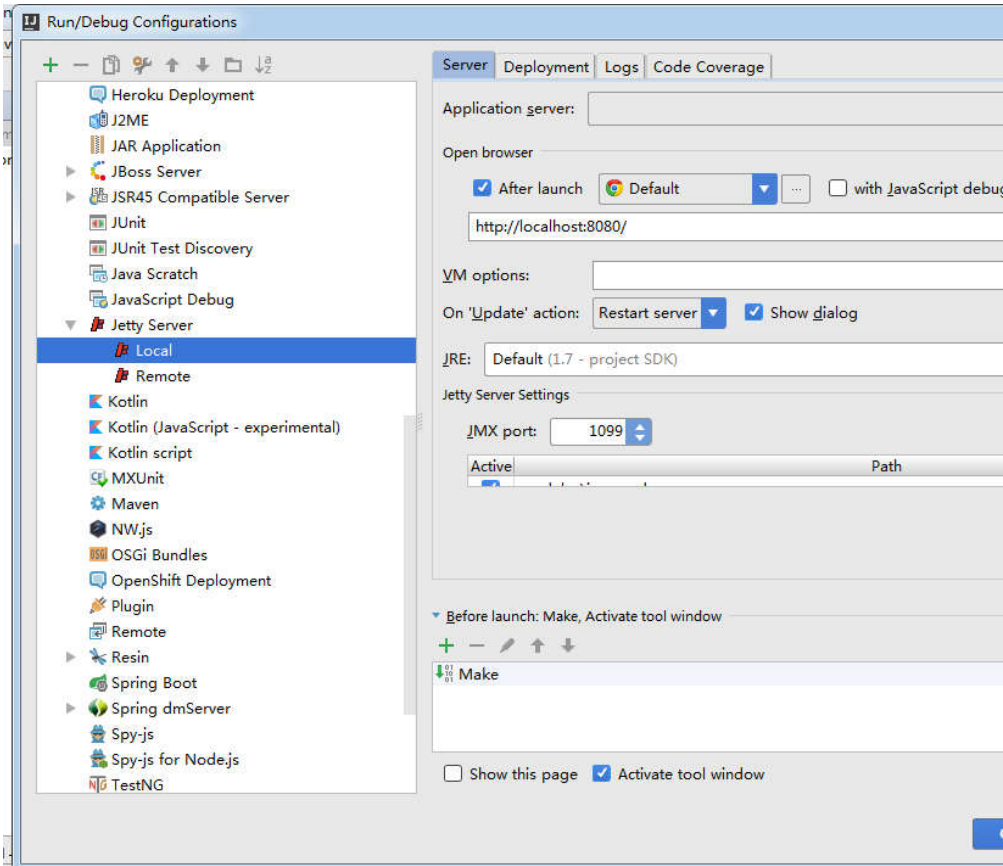 Run/Debug Configurations
Heroku Deployment
J2ME
JAR Application
JBoss Server
JSR45 Compatible Server
JUnit
JUnit Test Discovery
Java Scratch
JavaScript Debug
Jetty Server
Local
Remote
Kotlin
Kotlin (JavaScript - experimental)
Kotlin script
MXUnit
Maven
NW.js
OSGi Bundles
OpenShift Deployment
Plugin
Remote
Resin
Spring Boot
Spring dmServer
Spy-js
Spy-js for Node.js
TestNG
Server Deployment Logs Code Coverage
Application server:
Open browser
After launch Default ... with JavaScript debug
http://localhost:8080/
VM options:
On 'Update' action: Restart server Show dialog
JRE: Default (1.7 - project SDK)
Jetty Server Settings
JMX port: 1099
Active Path
Before launch: Make, Activate tool window
Make
Show this page Activate tool window